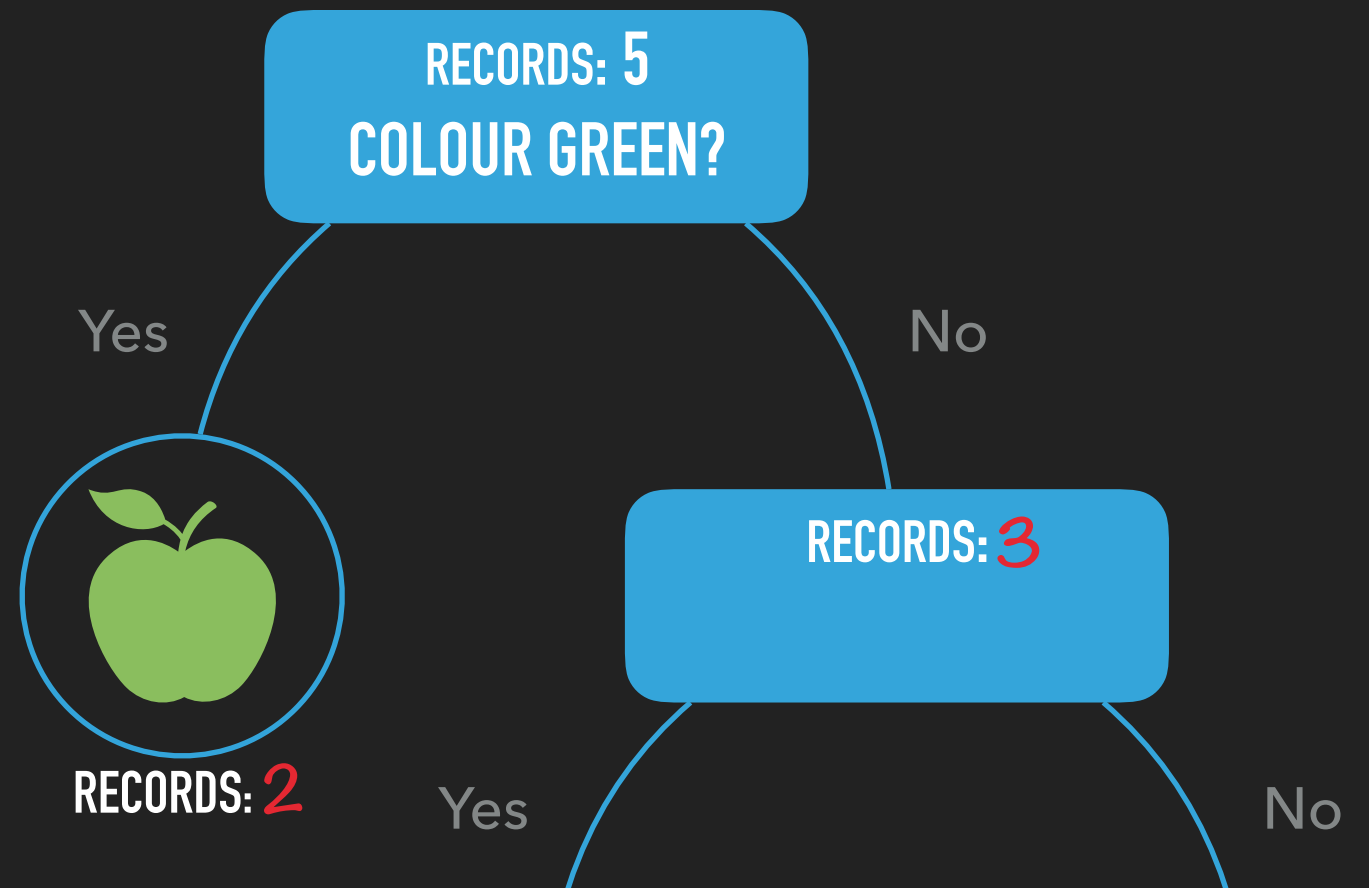 RECORDS: 5
COLOUR GREEN?
Yes
No
RECORDS: 3
RECORDS: 2
Yes
No